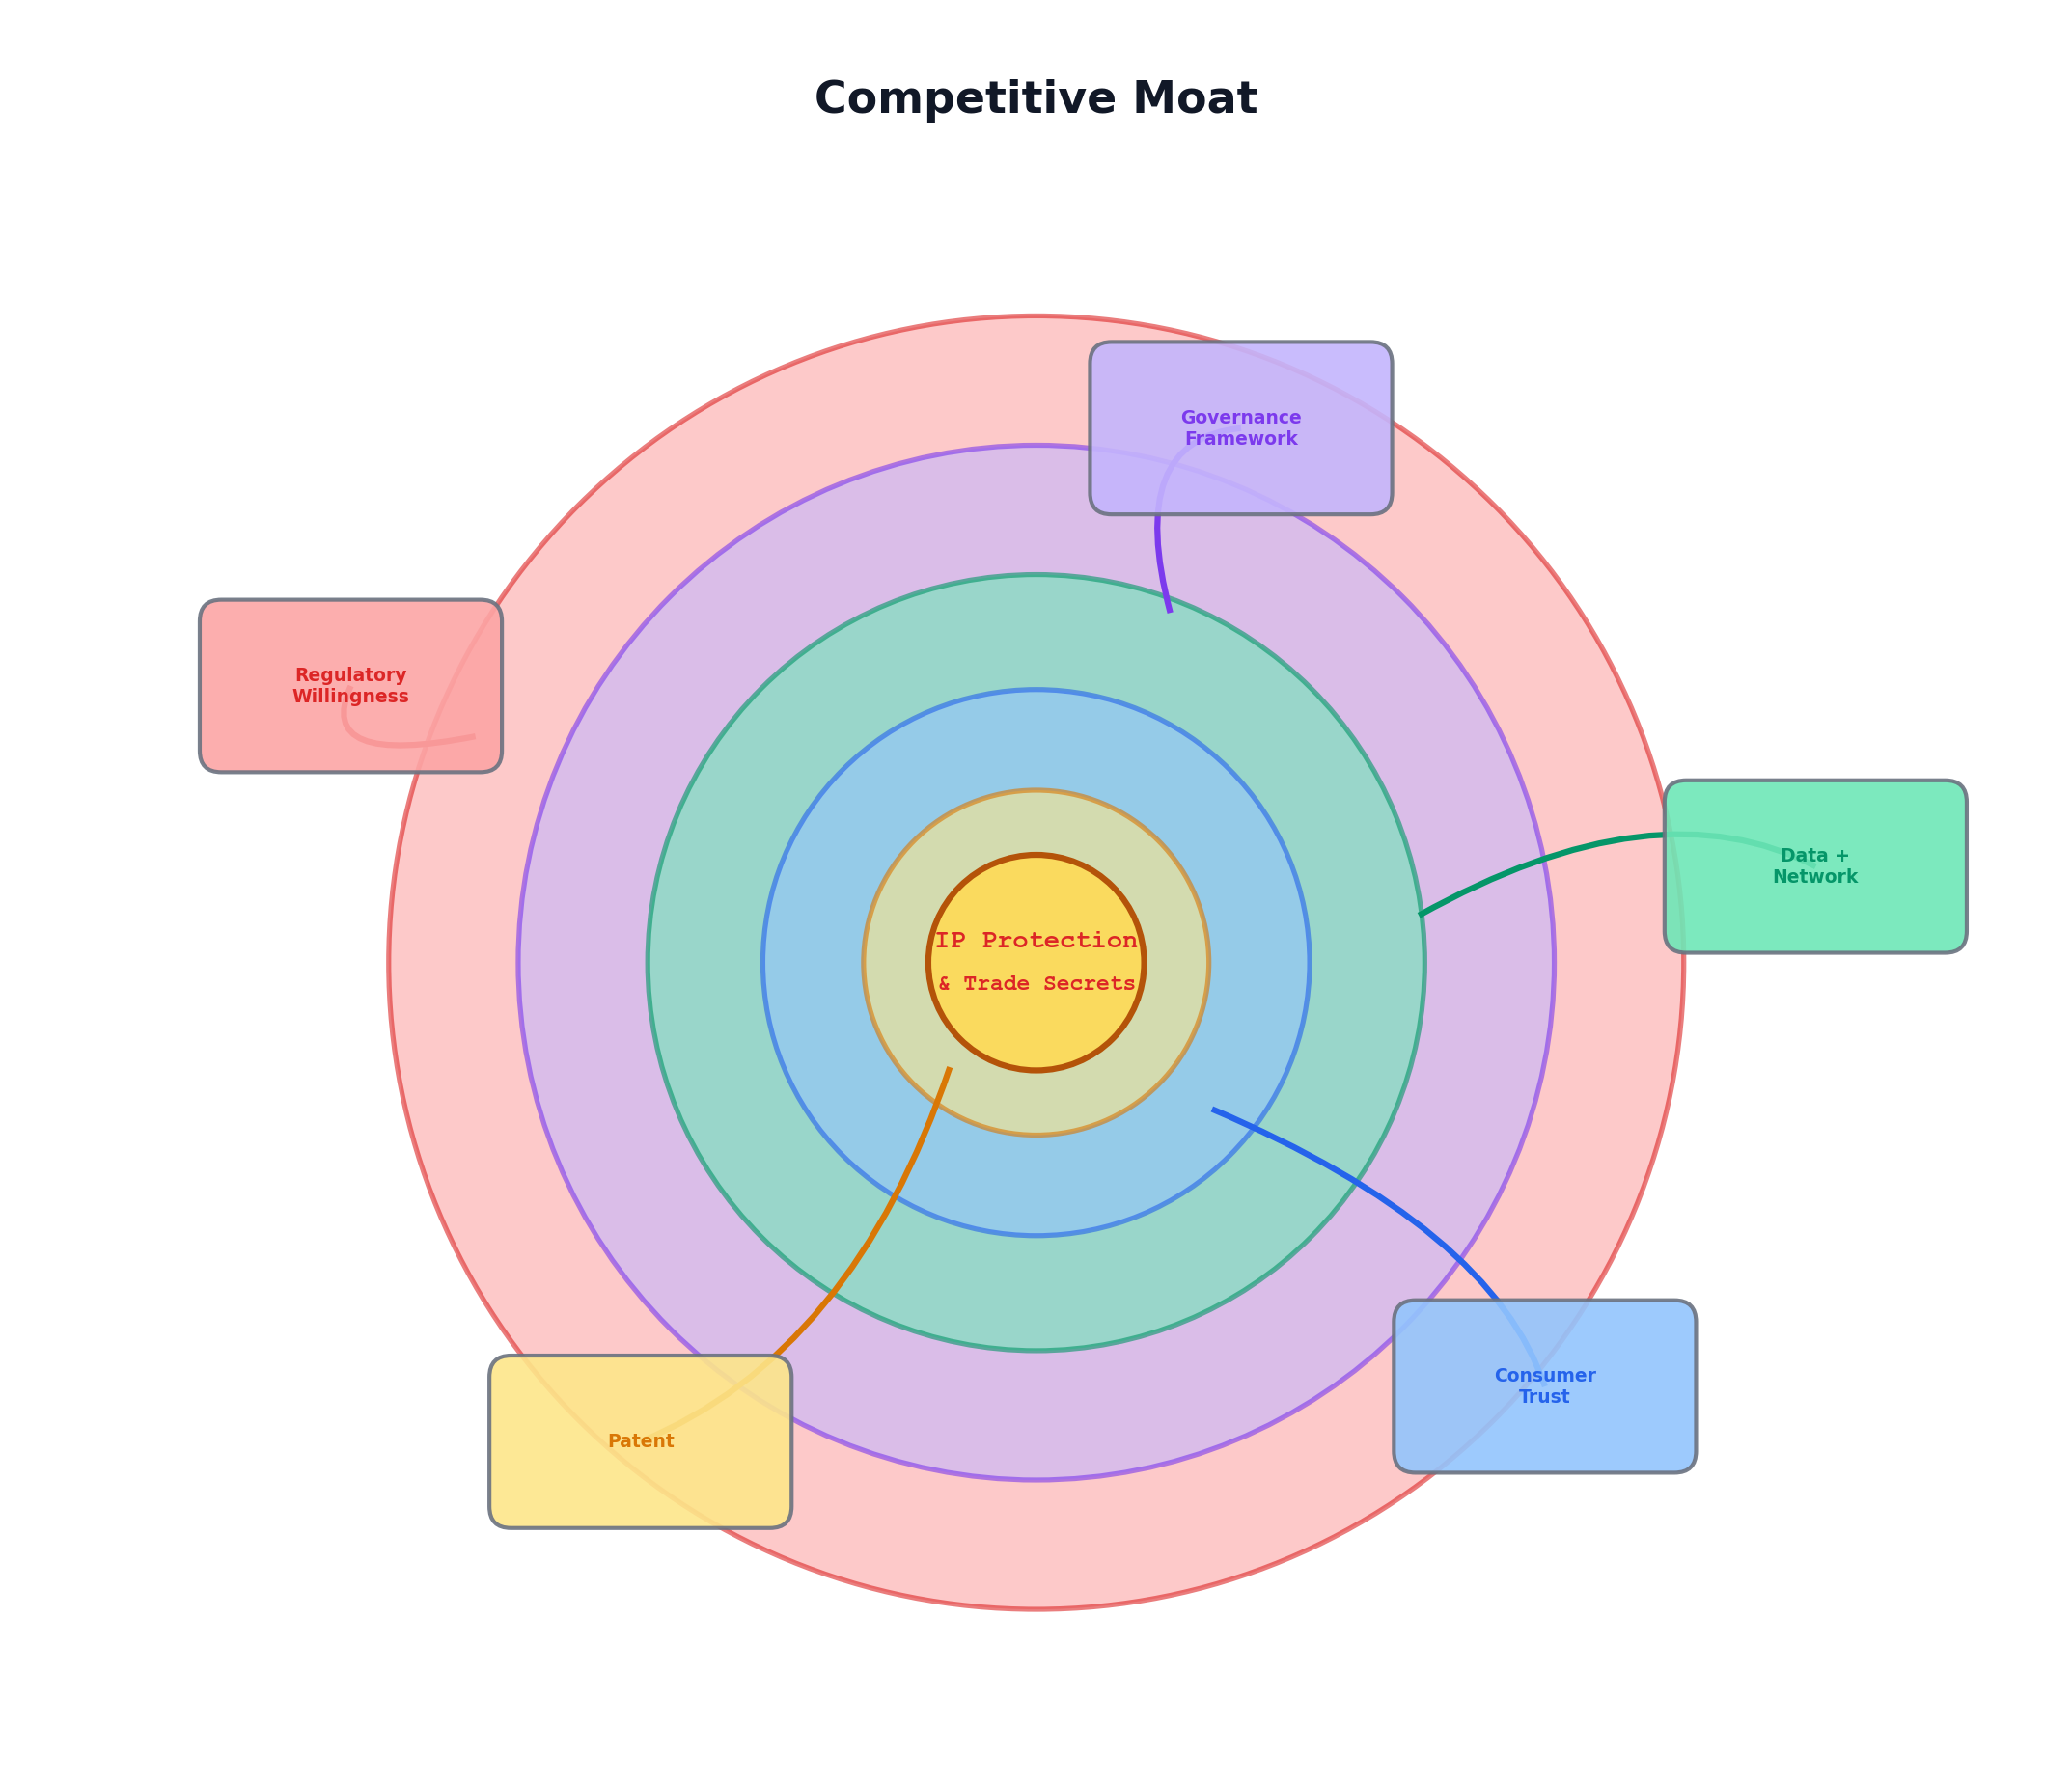 Competitive Moat
Governance
Framework
Regulatory
Willingness
Data +
Network
IP Protection
& Trade Secrets
Consumer
Trust
Patent